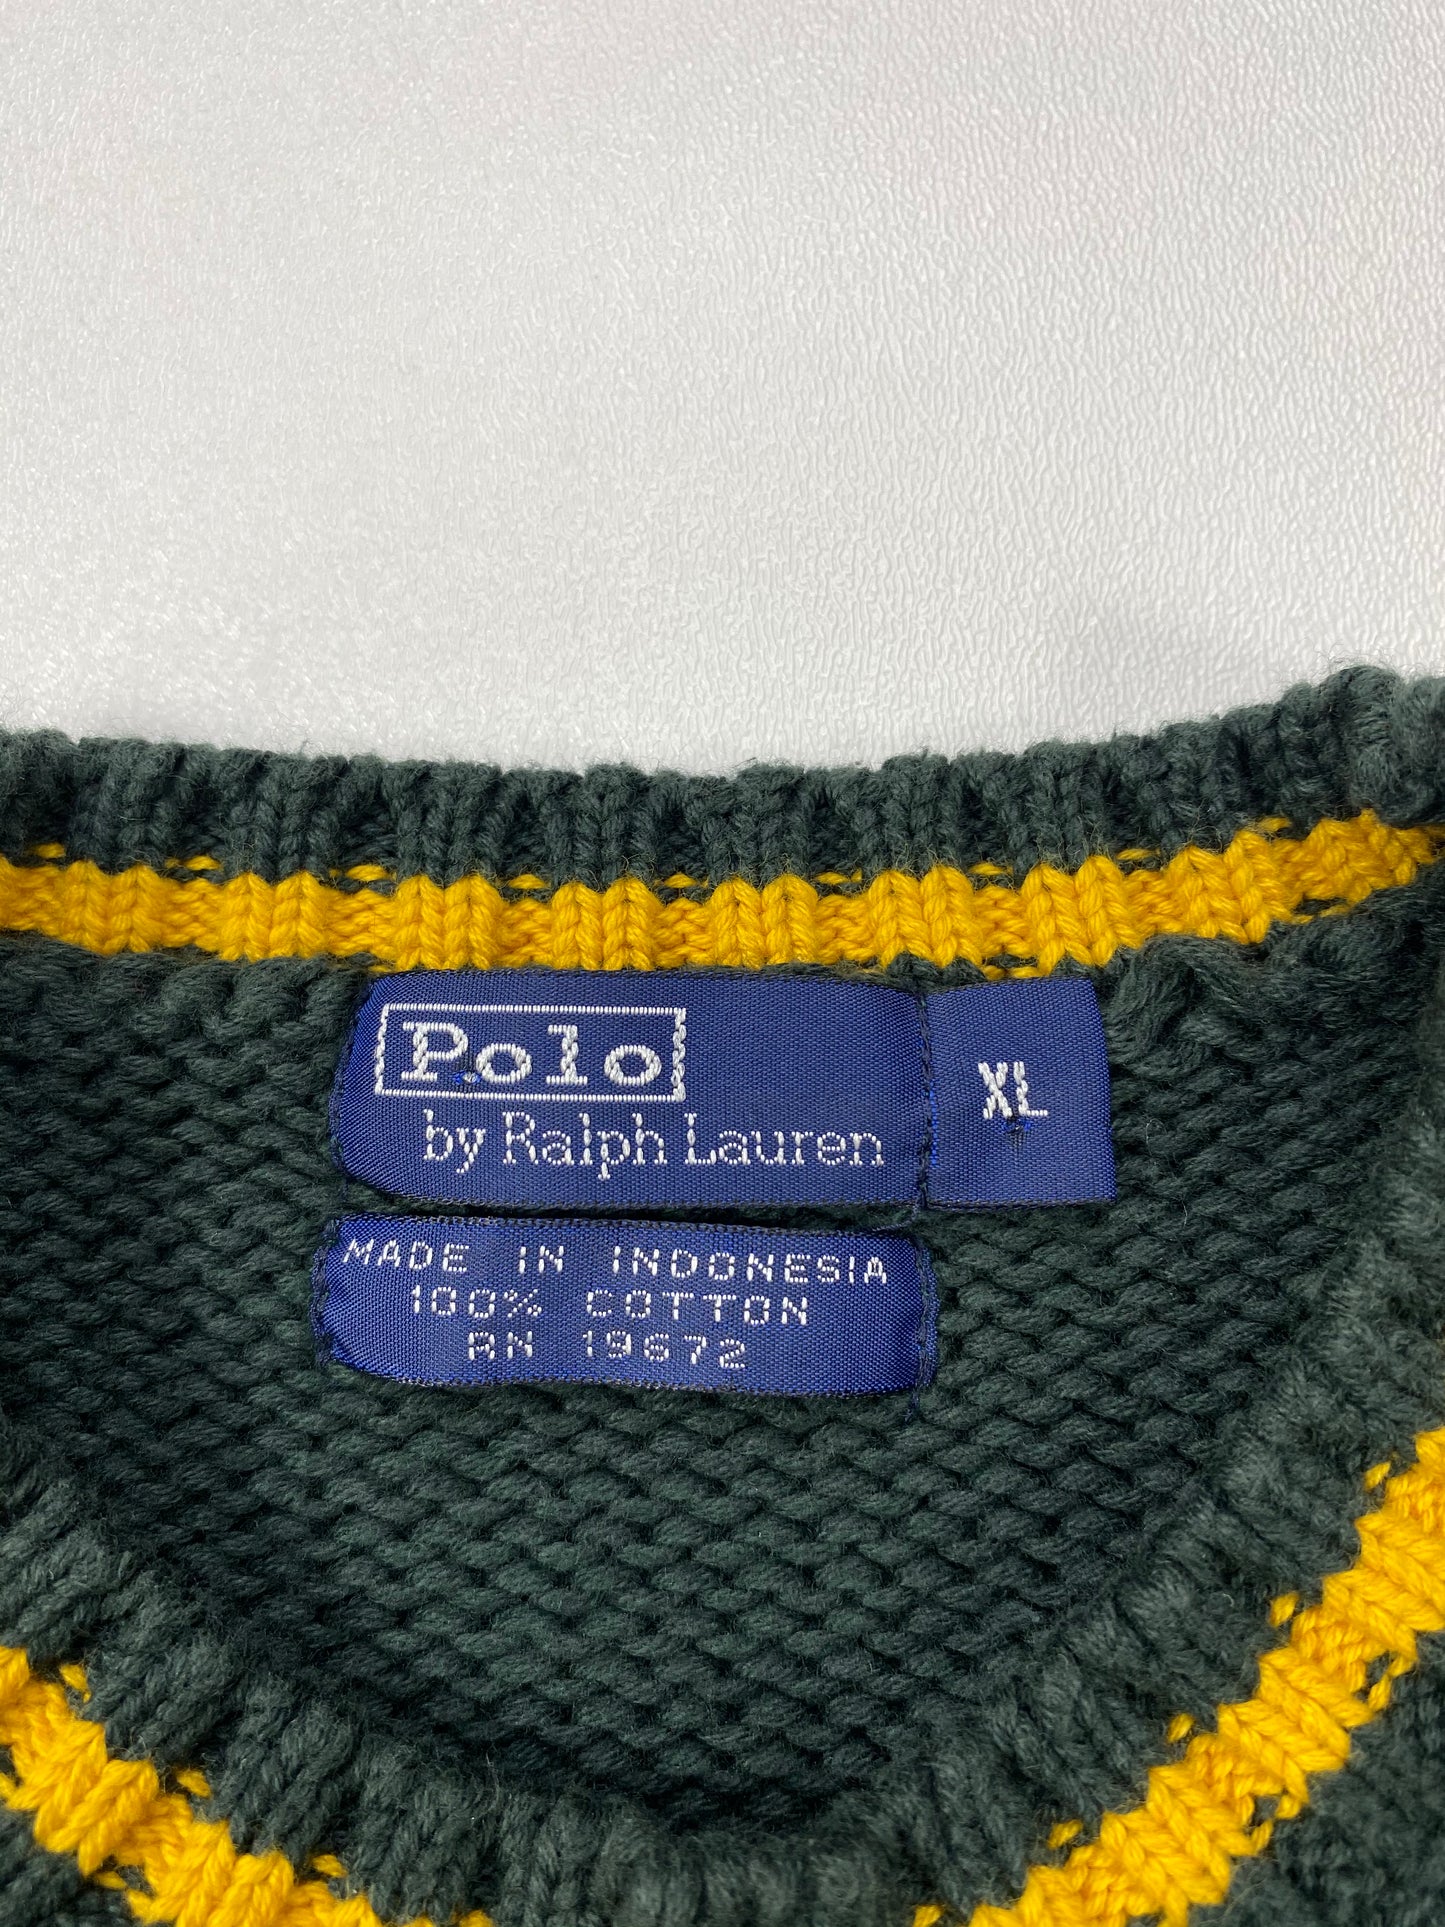 Polo
by Ralph Lauren
XL
MADE IN INDONESIA
100% COTTON
RN 19672